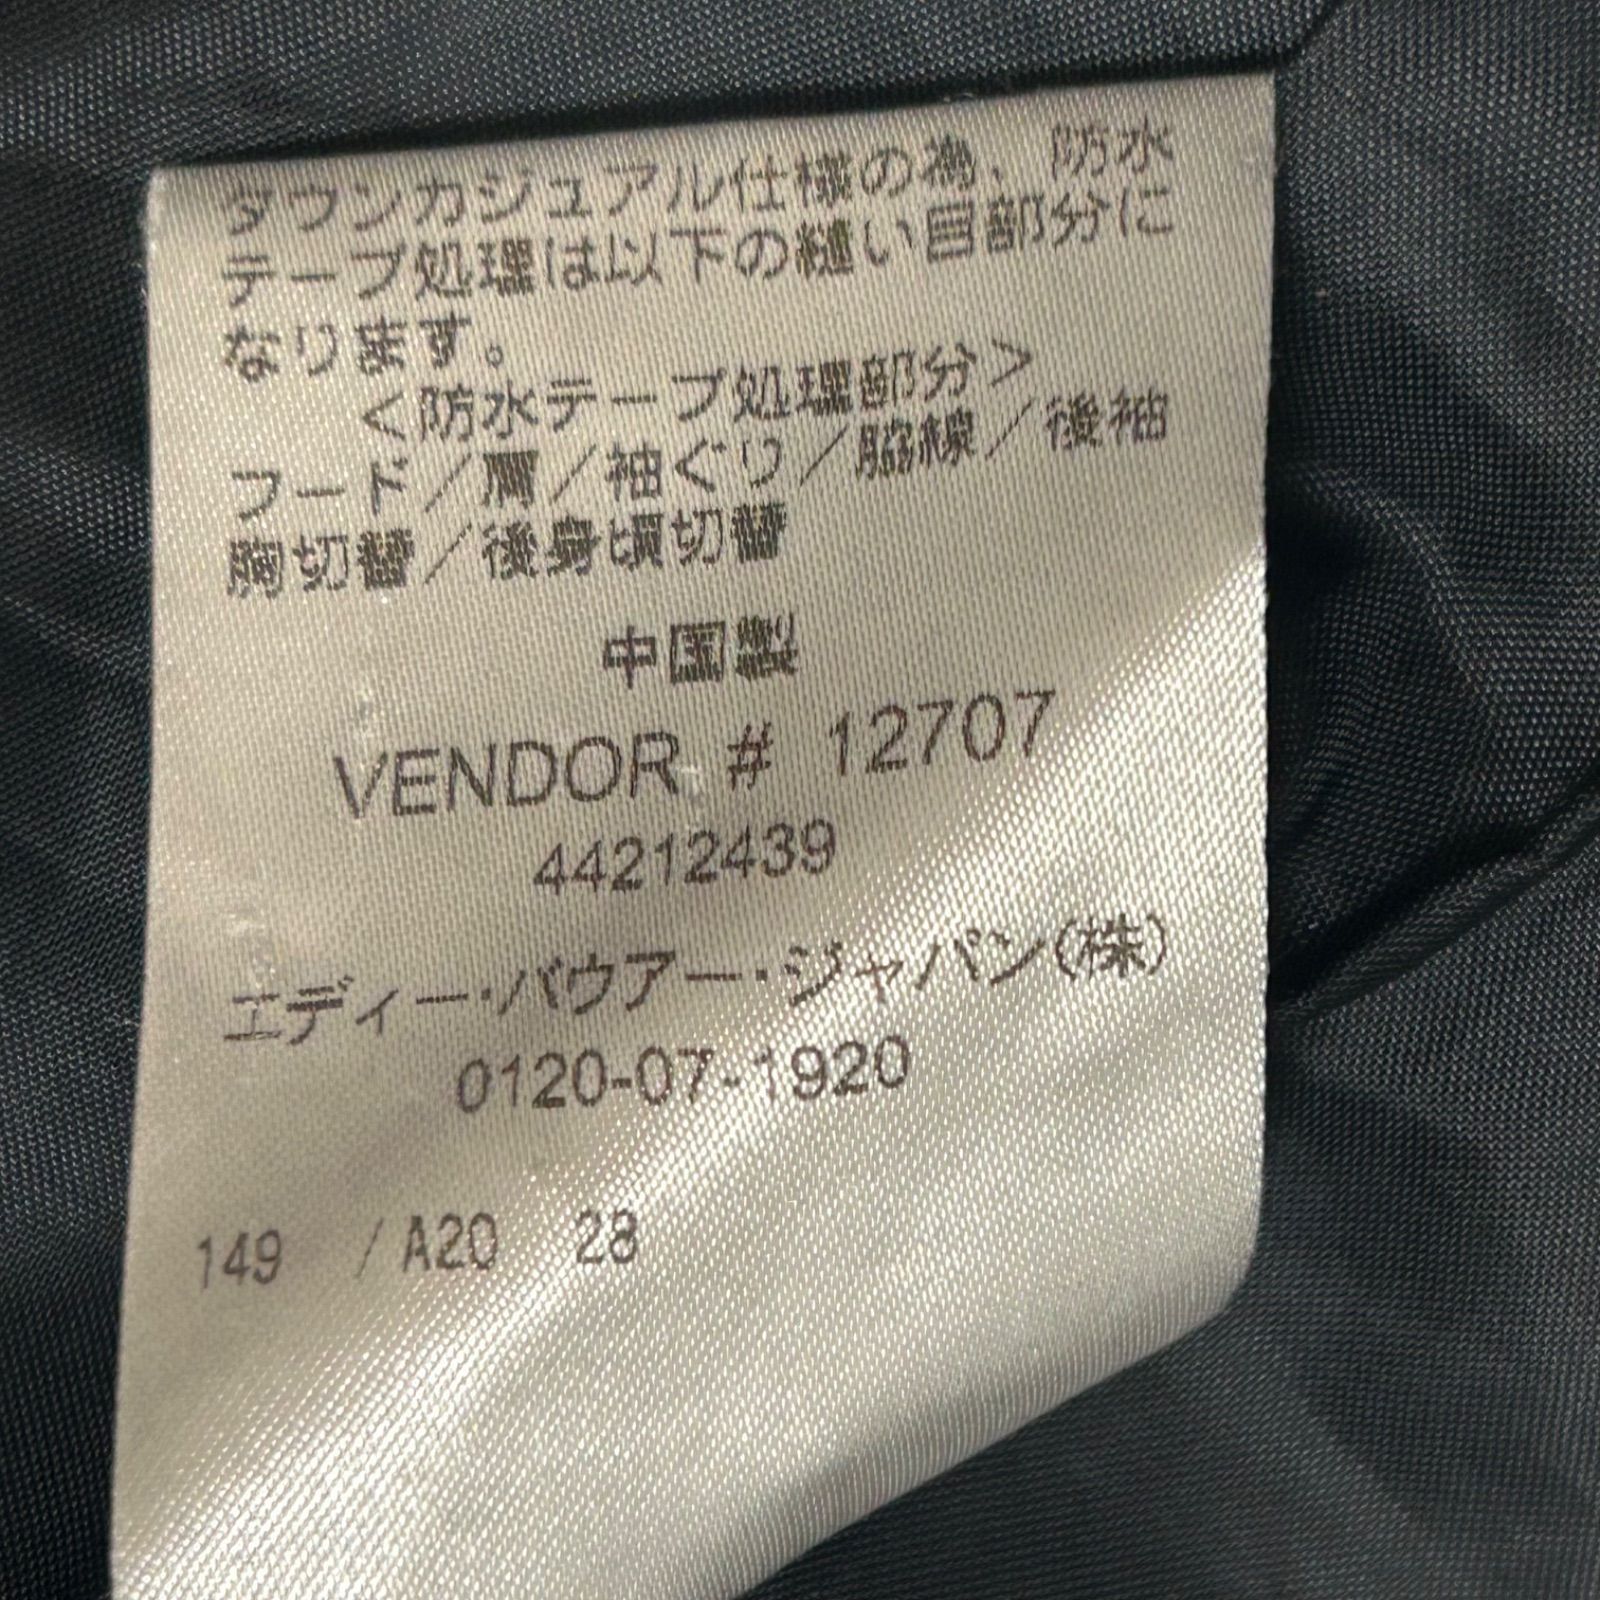 タウンカジュアル仕様の為、防水
テープ処理は以下の縫い目部分に
なります。
＜防水テープ処理部分＞
フード／肩／袖ぐり／脇線／後袖
胸切替／後身頃切替
中国製
VENDOR # 12707
44212439
エディー・バウアー・ジャパン(株)
0120-07-1920
149 / A20 28